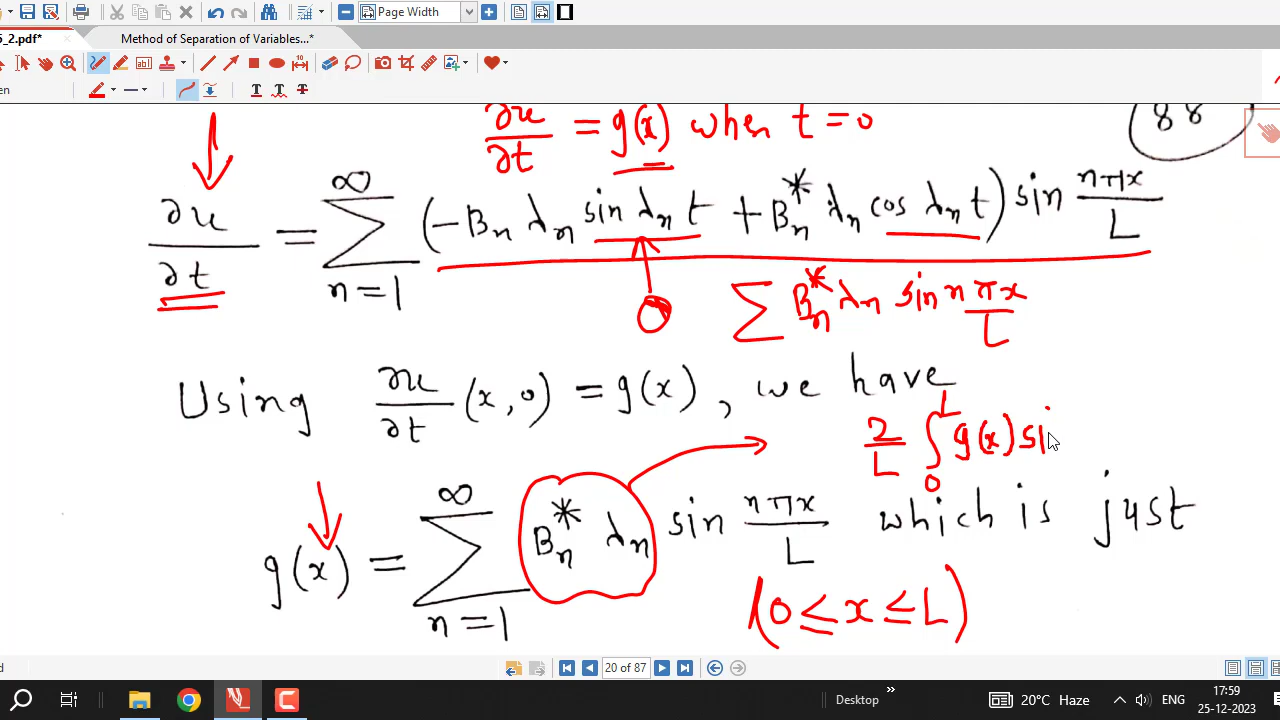 Page Width
5_2.pdf*
Method of Separation of Variables...*
∂u/∂t = g(x) when t = 0
88
∂u/∂t = ∑_{n=1}^{∞} (-B_n λ_n sin λ_n t + B_n^* λ_n cos λ_n t) sin nπx/L
0
∑ B_n^* λ_n sin nπx/L
Using ∂u/∂t (x, 0) = g(x), we have
2/L ∫_0^L g(x) si
g(x) = ∑_{n=1}^{∞} B_n^* λ_n sin nπx/L which is just
(0 ≤ x ≤ L)
20 of 87
Desktop
20°C Haze
ENG
17:59
25-12-2023